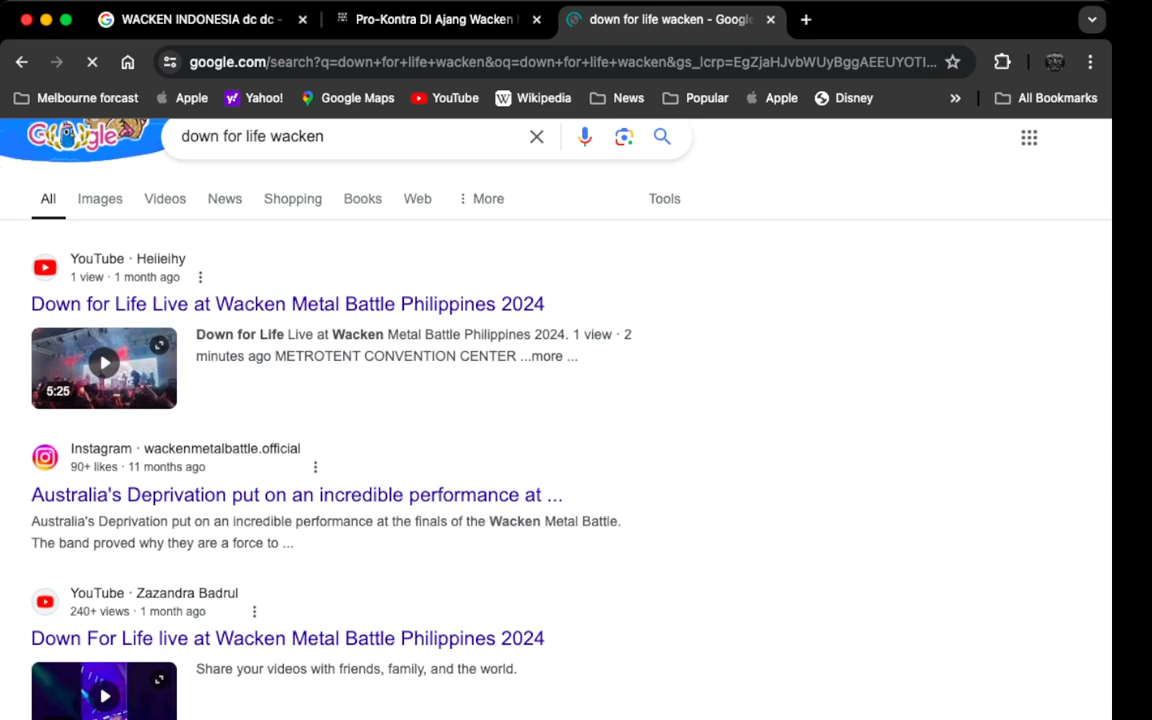 WACKEN INDONESIA dc dc -
Pro-Kontra DI Ajang Wacken
down for life wacken - Google
google.com/search?q=down+for+life+wacken&oq=down+for+life+wacken&gs_lcrp=EgZjaHJvbWUyBggAEEUYOTI...
Melbourne forcast
Apple
Yahoo!
Google Maps
YouTube
Wikipedia
News
Popular
Apple
Disney
All Bookmarks
Google
down for life wacken
All
Images
Videos
News
Shopping
Books
Web
More
Tools
YouTube · Heiieihy
1 view · 1 month ago
Down for Life Live at Wacken Metal Battle Philippines 2024
Down for Life Live at Wacken Metal Battle Philippines 2024. 1 view · 2
minutes ago METROTENT CONVENTION CENTER ...more ...
5:25
Instagram · wackenmetalbattle.official
90+ likes · 11 months ago
Australia's Deprivation put on an incredible performance at ...
Australia's Deprivation put on an incredible performance at the finals of the Wacken Metal Battle.
The band proved why they are a force to ...
YouTube · Zazandra Badrul
240+ views · 1 month ago
Down For Life live at Wacken Metal Battle Philippines 2024
Share your videos with friends, family, and the world.